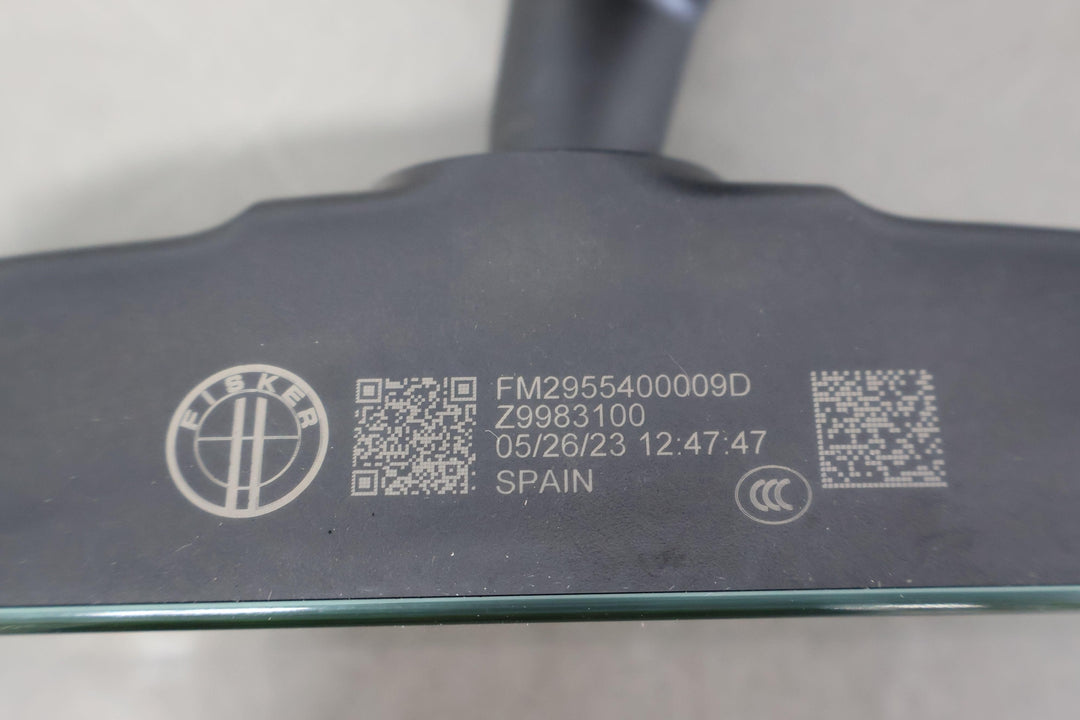 FISKER
FM2955400009D
Z9983100
05/26/23 12:47:47
SPAIN
CCC